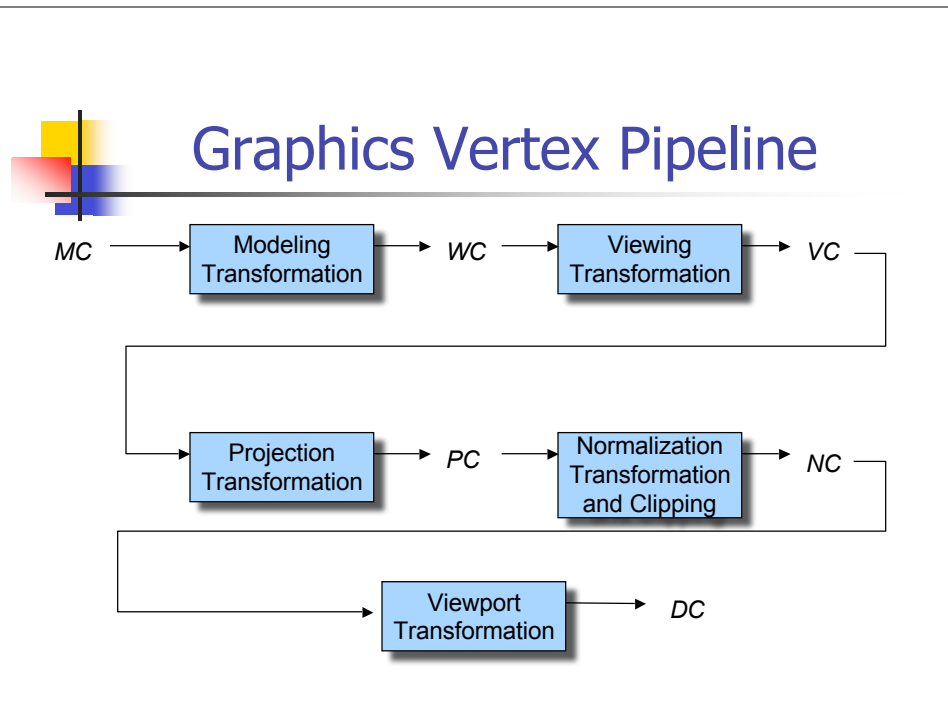 Graphics Vertex Pipeline
MC
Modeling
Transformation
WC
Viewing
Transformation
VC
Projection
Transformation
PC
Normalization
Transformation
and Clipping
NC
Viewport
Transformation
DC